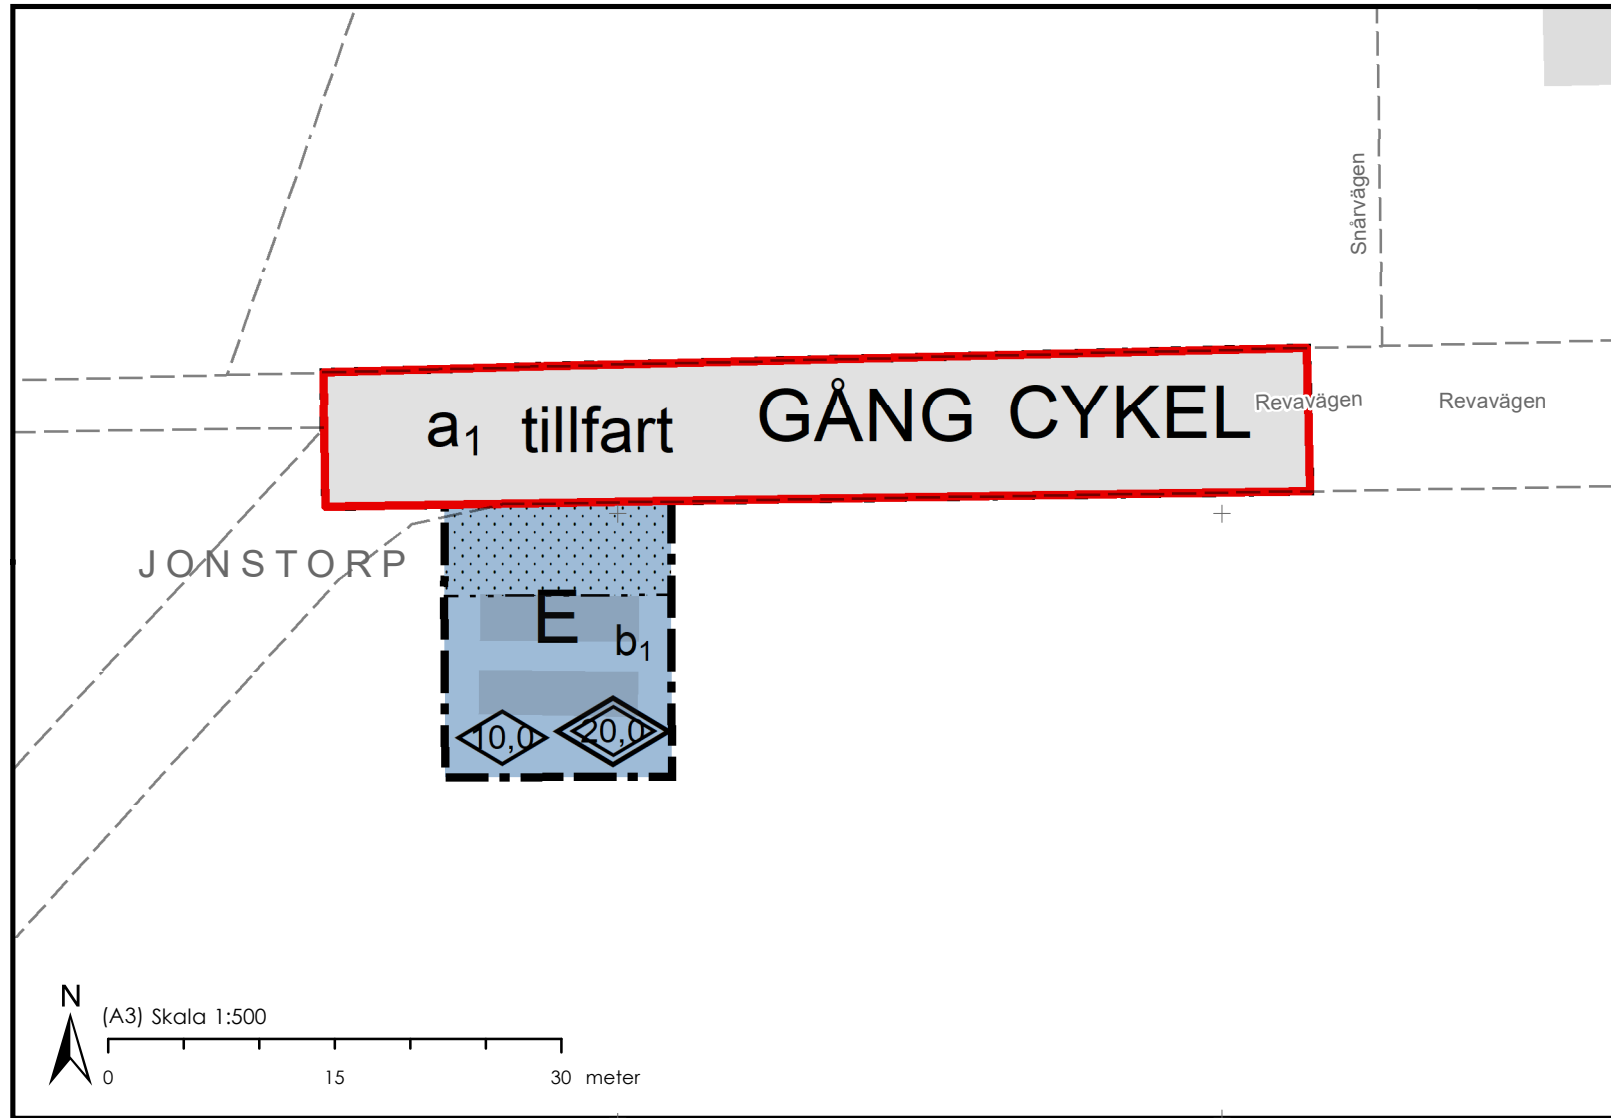 Snårvägen
a₁ tillfart GÅNG CYKEL
Revavägen
Revavägen
JONSTORP
E b₁
10,0
20,0
N
(A3) Skala 1:500
0 15 30 meter